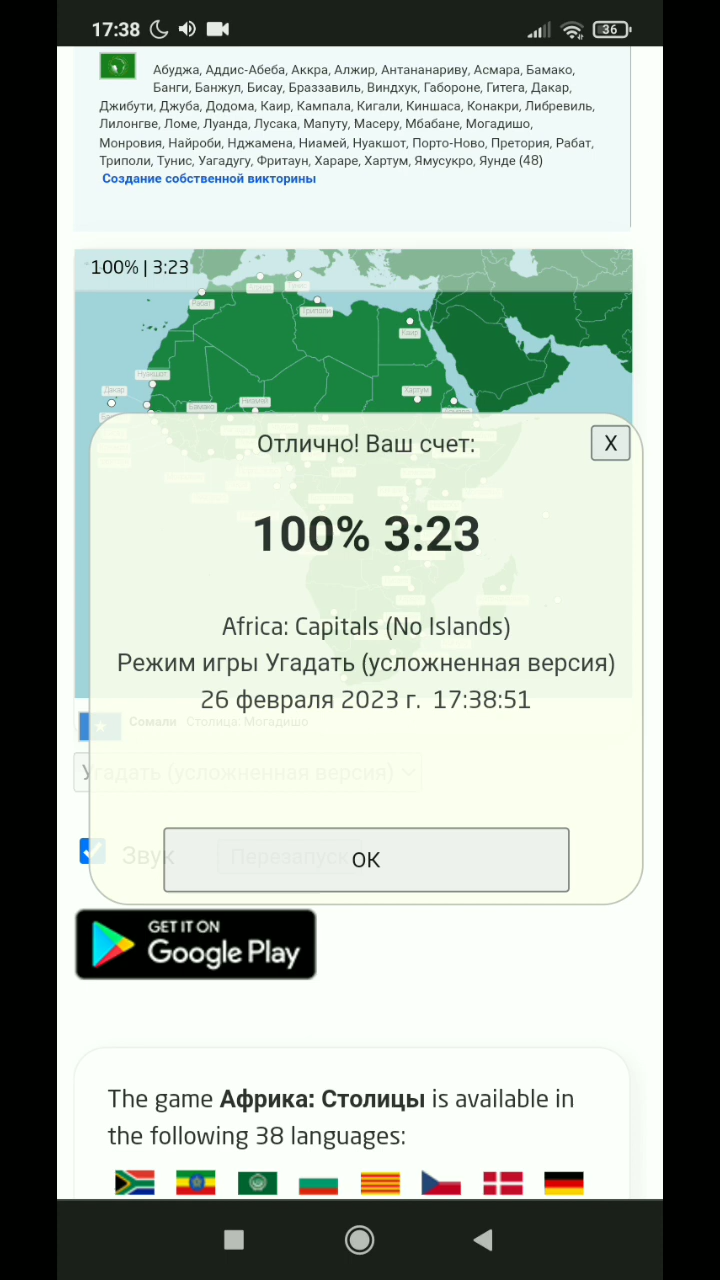 17:38
36
Абуджа, Аддис-Абеба, Аккра, Алжир, Антананариву, Асмара, Бамако,
Банги, Банжул, Бисау, Браззавиль, Виндхук, Габороне, Гитега, Дакар,
Джибути, Джуба, Додома, Каир, Кампала, Кигали, Киншаса, Конакри, Либревиль,
Лилонгве, Ломе, Луанда, Лусака, Мапуту, Масеру, Мбабане, Могадишо,
Монровия, Найроби, Нджамена, Ниамей, Нуакшот, Порто-Ново, Претория, Рабат,
Триполи, Тунис, Уагадугу, Фритаун, Хараре, Хартум, Ямусукро, Яунде (48)
Создание собственной викторины
100% | 3:23
Рабат
Триполи
Каир
Нуакшот
Дакар
Хартум
Бамако
Ниамей
Отлично! Ваш счет:
X
100% 3:23
Africa: Capitals (No Islands)
Режим игры Угадать (усложненная версия)
26 февраля 2023 г. 17:38:51
Сомали Столица: Могадишо
Угадать (усложненная версия)
Звук
Перезапуск
OK
GET IT ON
Google Play
The game Африка: Столицы is available in
the following 38 languages: